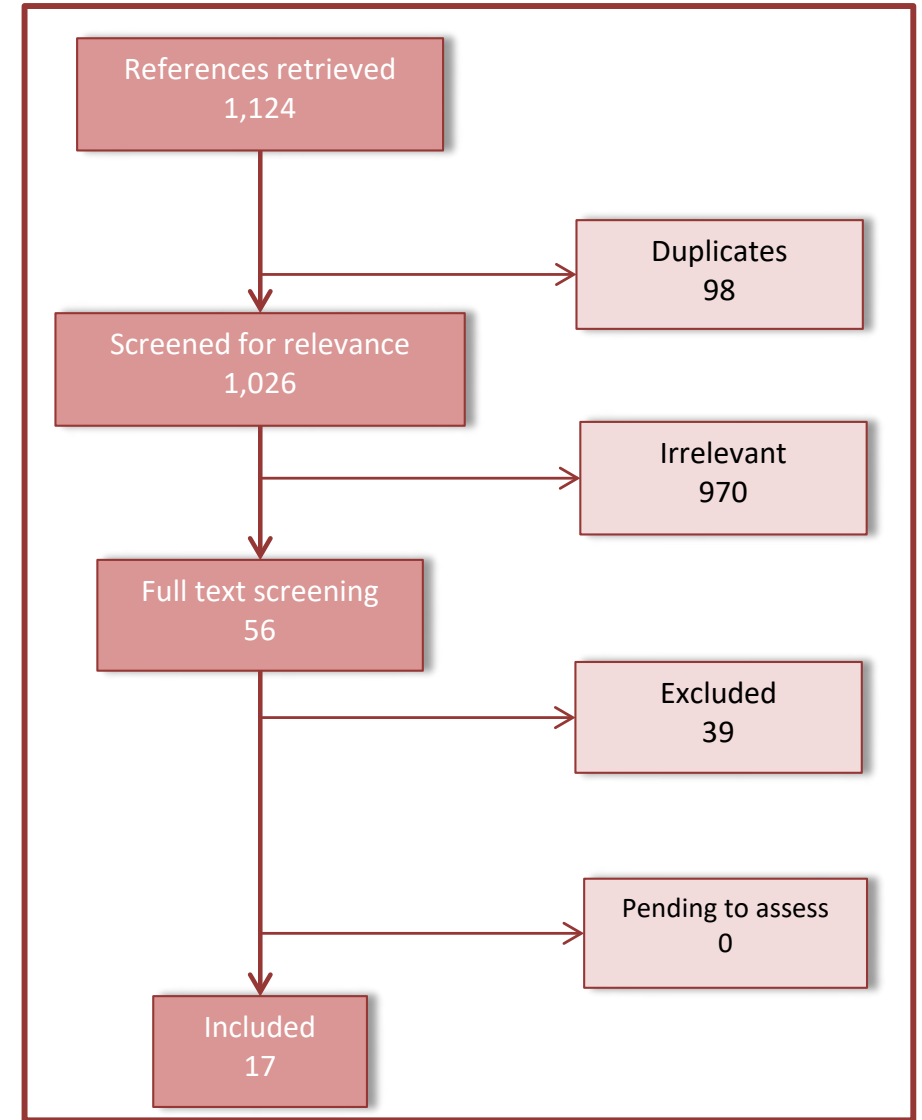 References retrieved
1,124
Duplicates
98
Screened for relevance
1,026
Irrelevant
970
Full text screening
56
Excluded
39
Pending to assess
0
Included
17